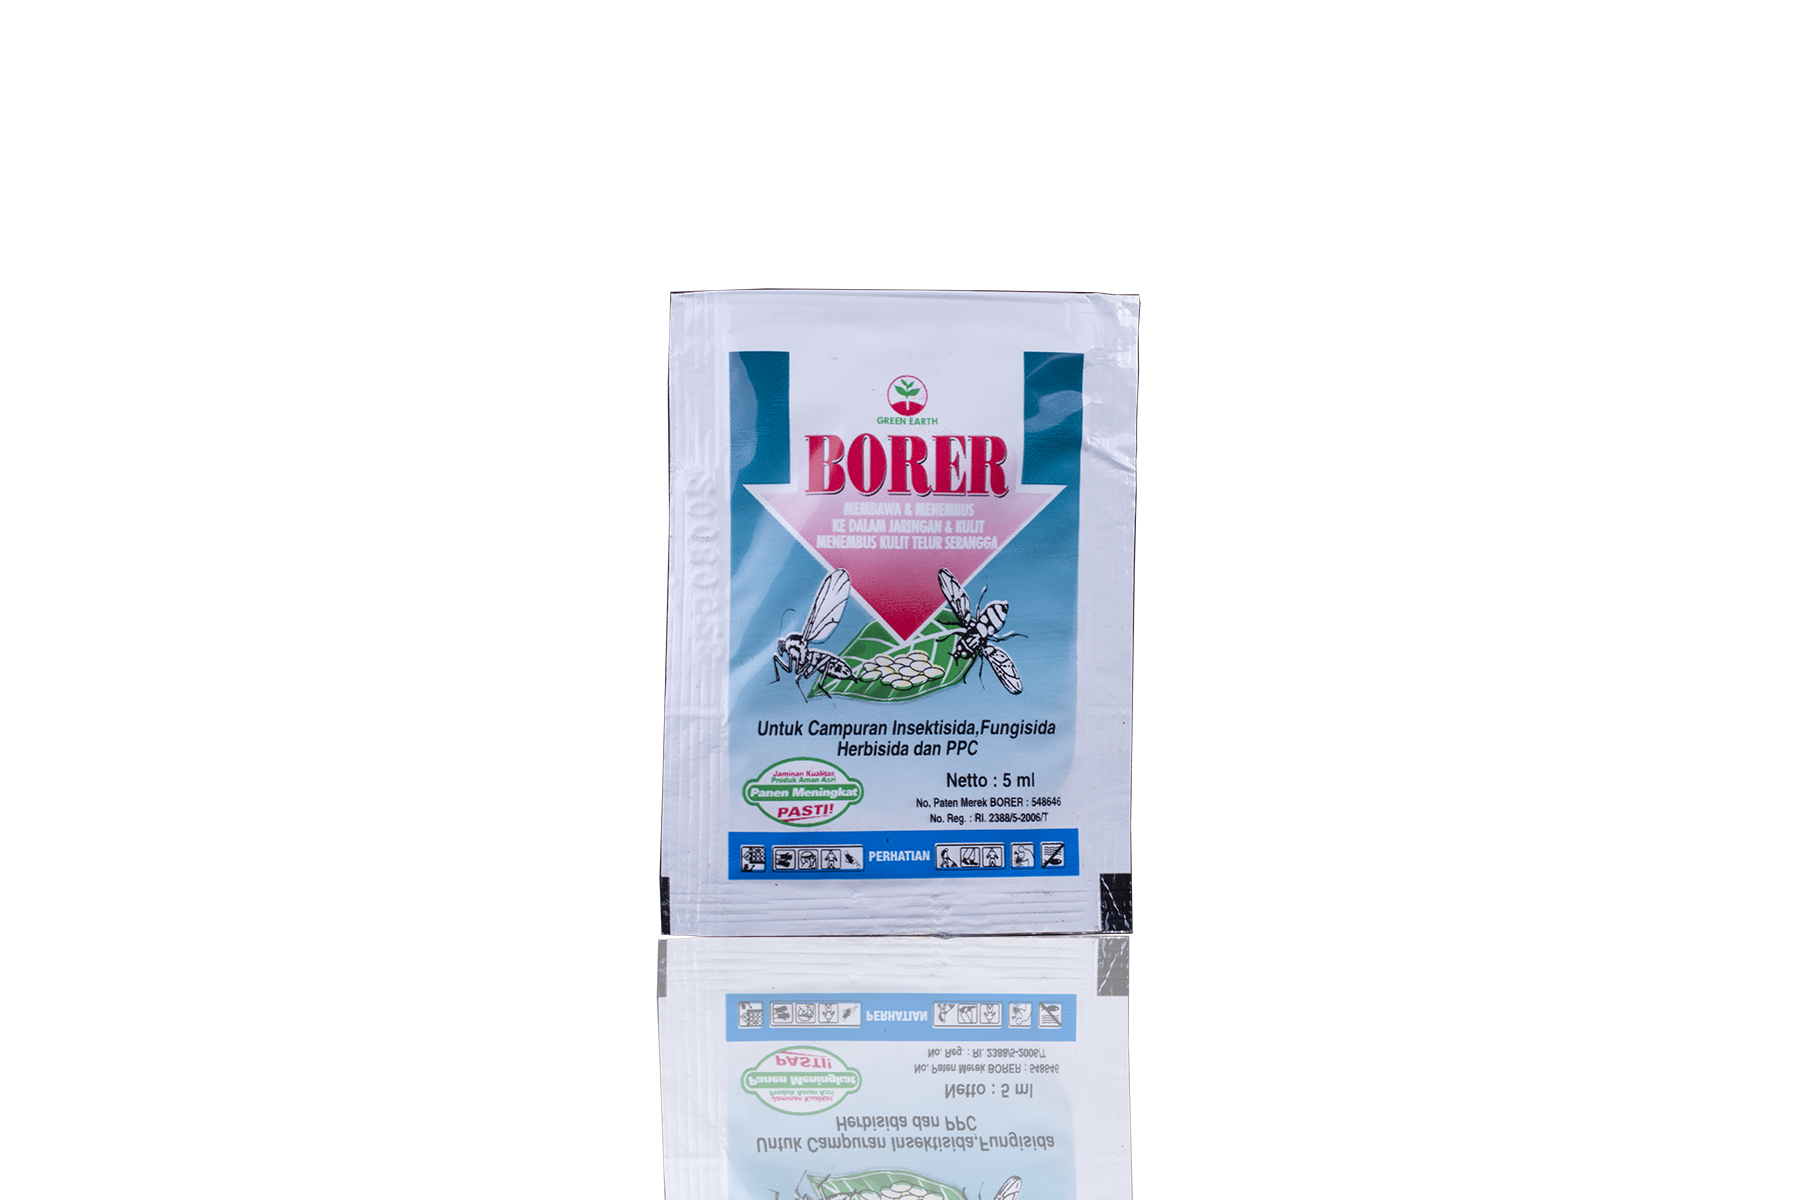 GREEN EARTH
BORER
MEMBAWA & MENEMBUS
KE DALAM JARINGAN & KULIT
MENEMBUS KULIT TELUR SERANGGA
Untuk Campuran Insektisida,Fungisida
Herbisida dan PPC
Jaminan Kualitas
Produk Aman Asri
Panen Meningkat
PASTI!
Netto : 5 ml
No. Paten Merek BORER : 548646
No. Reg. : RI. 2388/5-2006/T
PERHATIAN